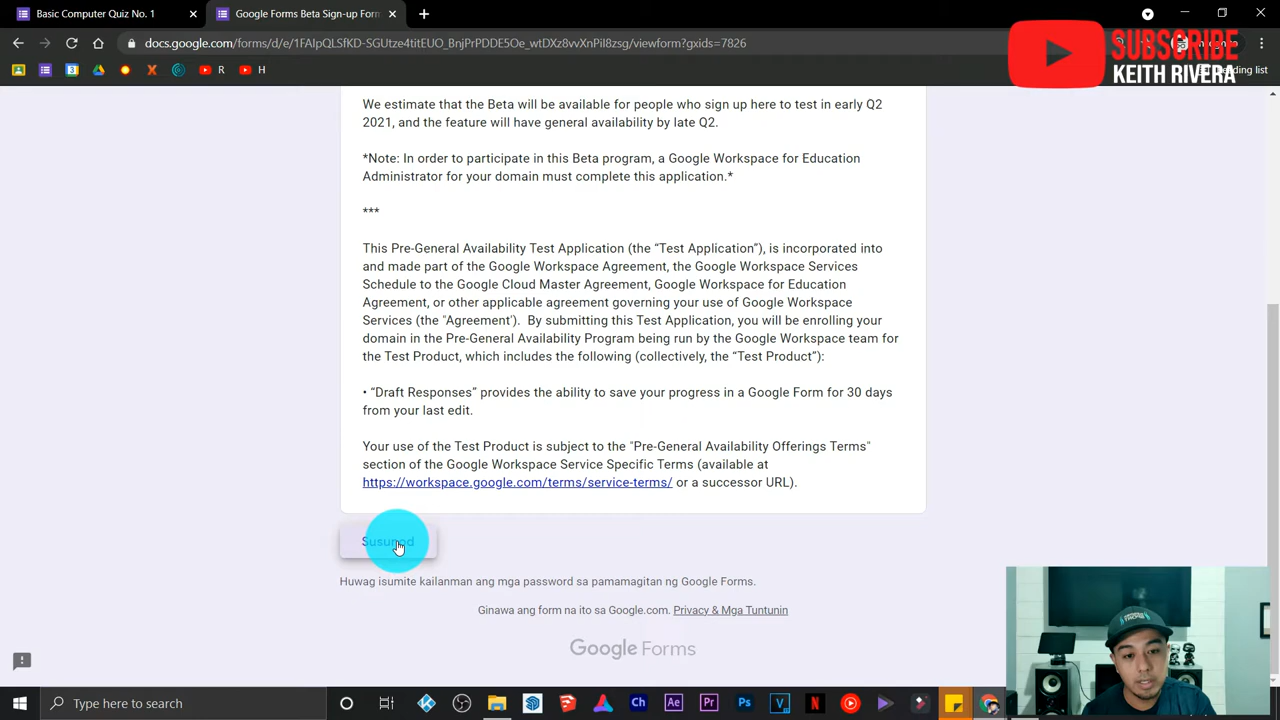 Basic Computer Quiz No. 1
Google Forms Beta Sign-up Form
docs.google.com/forms/d/e/1FAIpQLSfKD-SGUtze4titEUO_BnjPrPDDE5Oe_wtDXz8vvXnPil8zsg/viewform?gxids=7826
SUBSCRIBE
KEITH RIVERA
R
H
ding list
We estimate that the Beta will be available for people who sign up here to test in early Q2
2021, and the feature will have general availability by late Q2.
*Note: In order to participate in this Beta program, a Google Workspace for Education
Administrator for your domain must complete this application.*
***
This Pre-General Availability Test Application (the “Test Application”), is incorporated into
and made part of the Google Workspace Agreement, the Google Workspace Services
Schedule to the Google Cloud Master Agreement, Google Workspace for Education
Agreement, or other applicable agreement governing your use of Google Workspace
Services (the "Agreement'). By submitting this Test Application, you will be enrolling your
domain in the Pre-General Availability Program being run by the Google Workspace team for
the Test Product, which includes the following (collectively, the “Test Product”):
• “Draft Responses” provides the ability to save your progress in a Google Form for 30 days
from your last edit.
Your use of the Test Product is subject to the "Pre-General Availability Offerings Terms"
section of the Google Workspace Service Specific Terms (available at
https://workspace.google.com/terms/service-terms/ or a successor URL).
Susunod
Huwag isumite kailanman ang mga password sa pamamagitan ng Google Forms.
Ginawa ang form na ito sa Google.com. Privacy & Mga Tuntunin
Google Forms
Type here to search
Ch
Ae
Pr
Ps
V
N